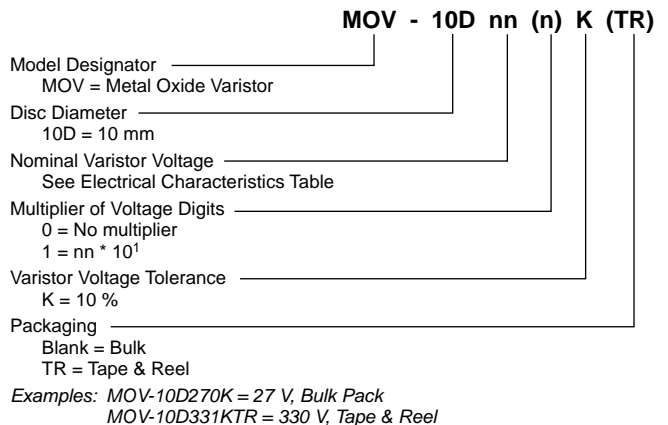 MOV - 10D nn (n) K (TR)
Model Designator
MOV = Metal Oxide Varistor
Disc Diameter
10D = 10 mm
Nominal Varistor Voltage
See Electrical Characteristics Table
Multiplier of Voltage Digits
0 = No multiplier
1 = nn * 10¹
Varistor Voltage Tolerance
K = 10 %
Packaging
Blank = Bulk
TR = Tape & Reel
Examples: MOV-10D270K = 27 V, Bulk Pack
MOV-10D331KTR = 330 V, Tape & Reel